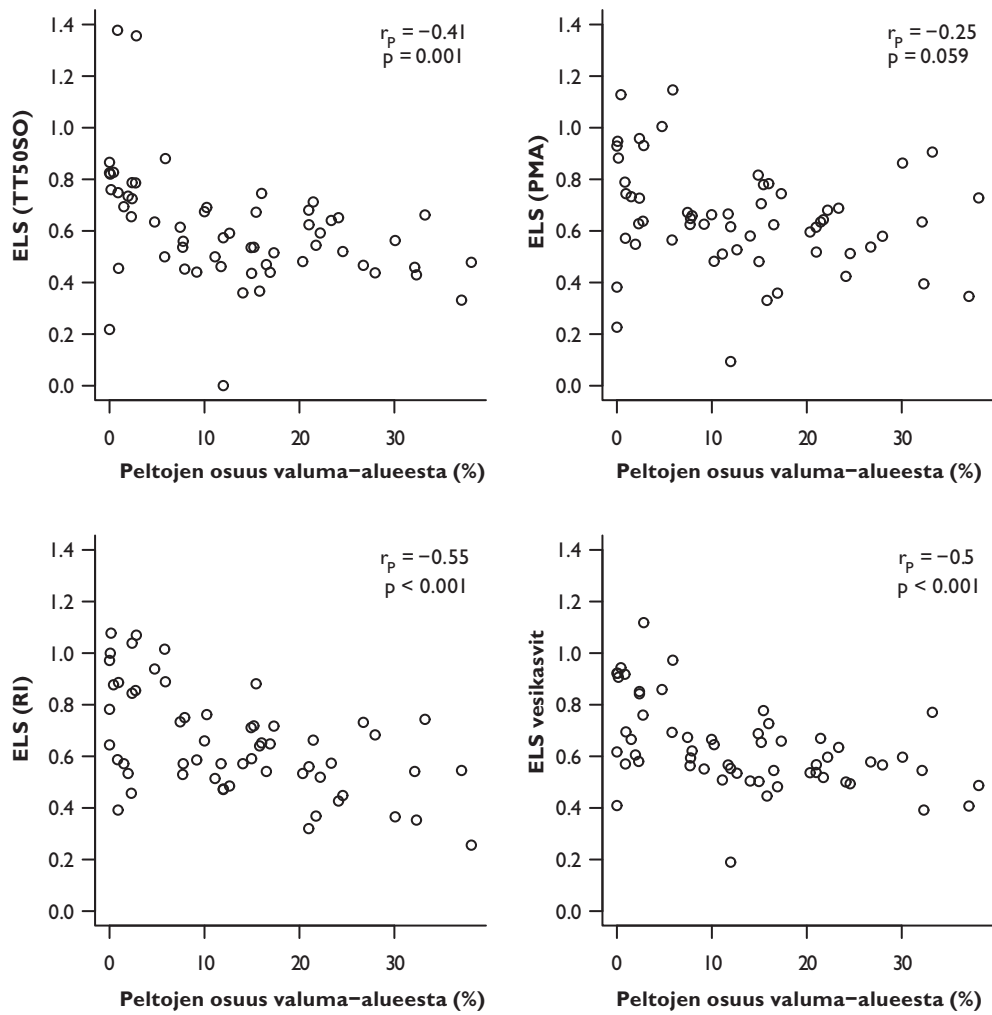 1.4
1.2
1.0
0.8
0.6
0.4
0.2
0.0
ELS (TT50SO)
rP = −0.41
p = 0.001
0 10 20 30
Peltojen osuus valuma−alueesta (%)
1.4
1.2
1.0
0.8
0.6
0.4
0.2
0.0
ELS (PMA)
rP = −0.25
p = 0.059
0 10 20 30
Peltojen osuus valuma−alueesta (%)
1.4
1.2
1.0
0.8
0.6
0.4
0.2
0.0
ELS (RI)
rP = −0.55
p < 0.001
0 10 20 30
Peltojen osuus valuma−alueesta (%)
1.4
1.2
1.0
0.8
0.6
0.4
0.2
0.0
ELS vesikasvit
rP = −0.5
p < 0.001
0 10 20 30
Peltojen osuus valuma−alueesta (%)